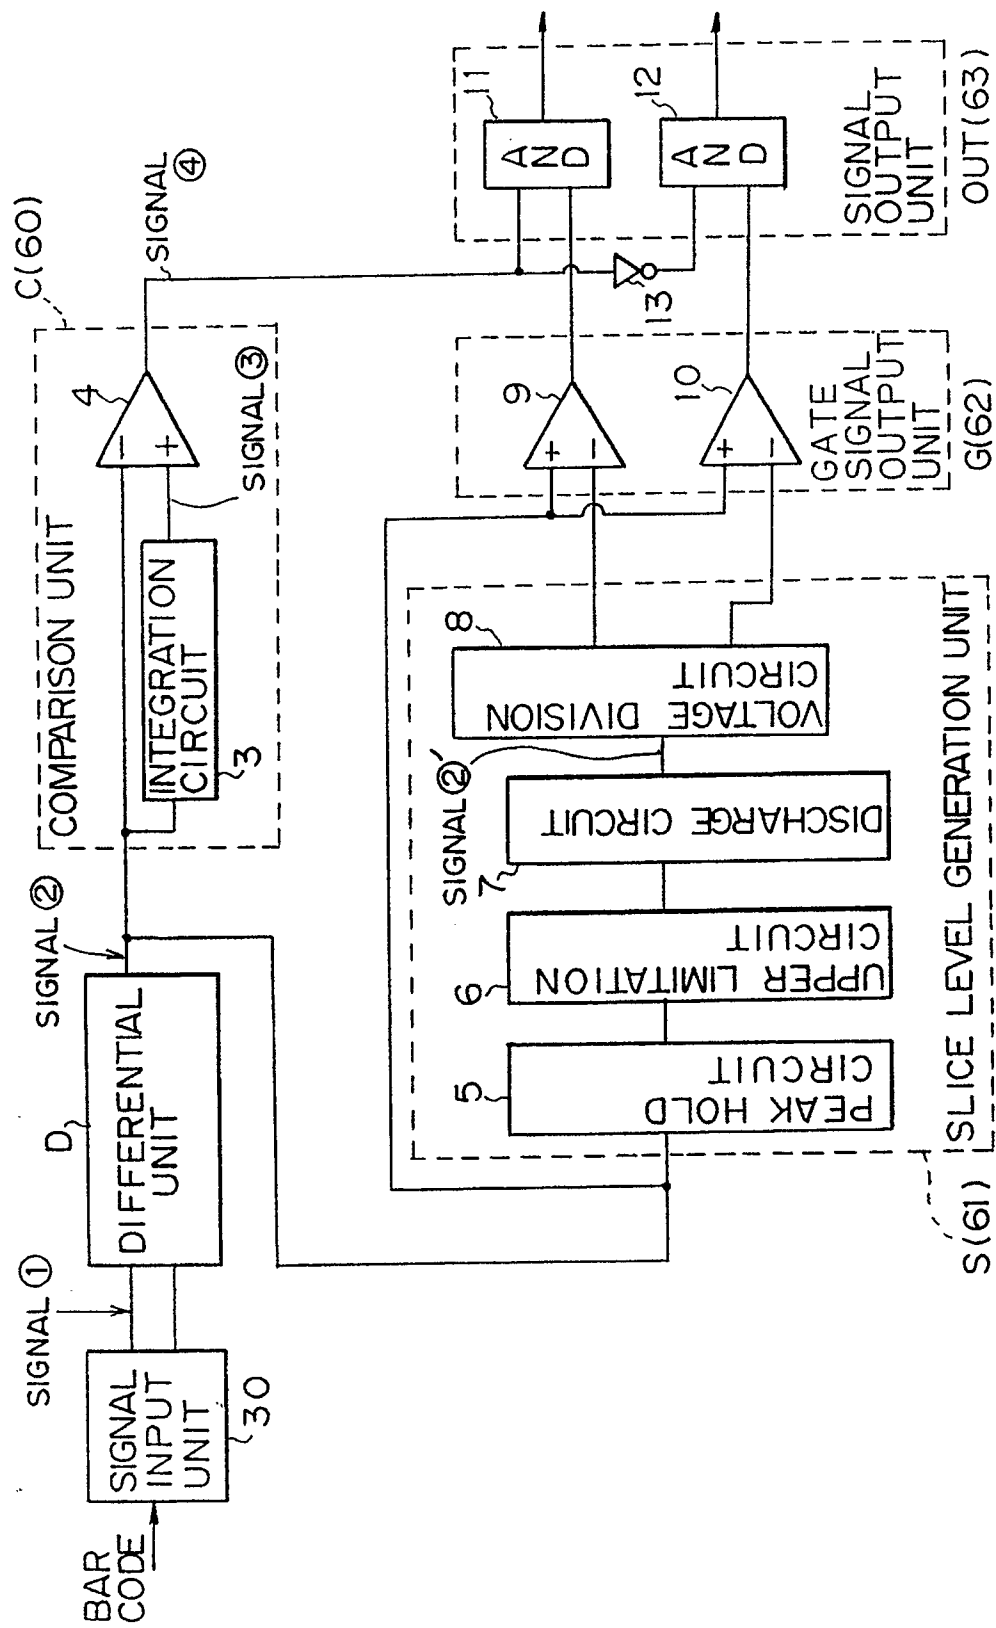 BAR
CODE
SIGNAL
INPUT
UNIT
30
SIGNAL ①
D
DIFFERENTIAL
UNIT
SIGNAL ②
C(60)
COMPARISON UNIT
INTEGRATION
CIRCUIT
3
4
−
+
SIGNAL ③
SIGNAL
④
S(61)
SLICE LEVEL GENERATION UNIT
5
PEAK HOLD
CIRCUIT
6
UPPER LIMITATION
CIRCUIT
7
DISCHARGE CIRCUIT
SIGNAL ②'
8
VOLTAGE DIVISION
CIRCUIT
9
+
−
10
+
−
GATE
SIGNAL
OUTPUT
UNIT
G(62)
13
11
AND
12
AND
SIGNAL
OUTPUT
UNIT
OUT(63)